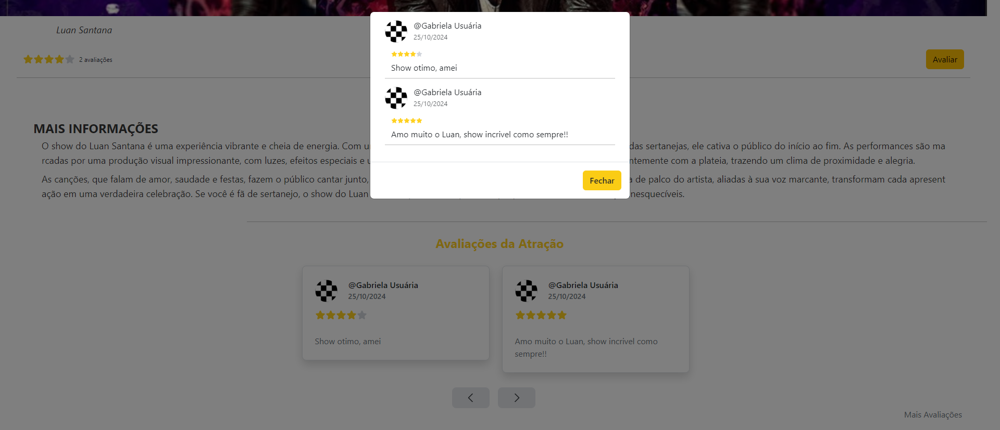 Luan Santana
2 avaliações
Avaliar
@Gabriela Usuária
25/10/2024
Show otimo, amei
@Gabriela Usuária
25/10/2024
Amo muito o Luan, show incrivel como sempre!!
Fechar
MAIS INFORMAÇÕES
O show do Luan Santana é uma experiência vibrante e cheia de energia. Com u das sertanejas, ele cativa o público do início ao fim. As performances são ma
rcadas por uma produção visual impressionante, com luzes, efeitos especiais e ntemente com a plateia, trazendo um clima de proximidade e alegria.
As canções, que falam de amor, saudade e festas, fazem o público cantar junto, a de palco do artista, aliadas à sua voz marcante, transformam cada apresent
ação em uma verdadeira celebração. Se você é fã de sertanejo, o show do Luan nesquecíveis.
Avaliações da Atração
@Gabriela Usuária
25/10/2024
Show otimo, amei
@Gabriela Usuária
25/10/2024
Amo muito o Luan, show incrivel como
sempre!!
Mais Avaliações